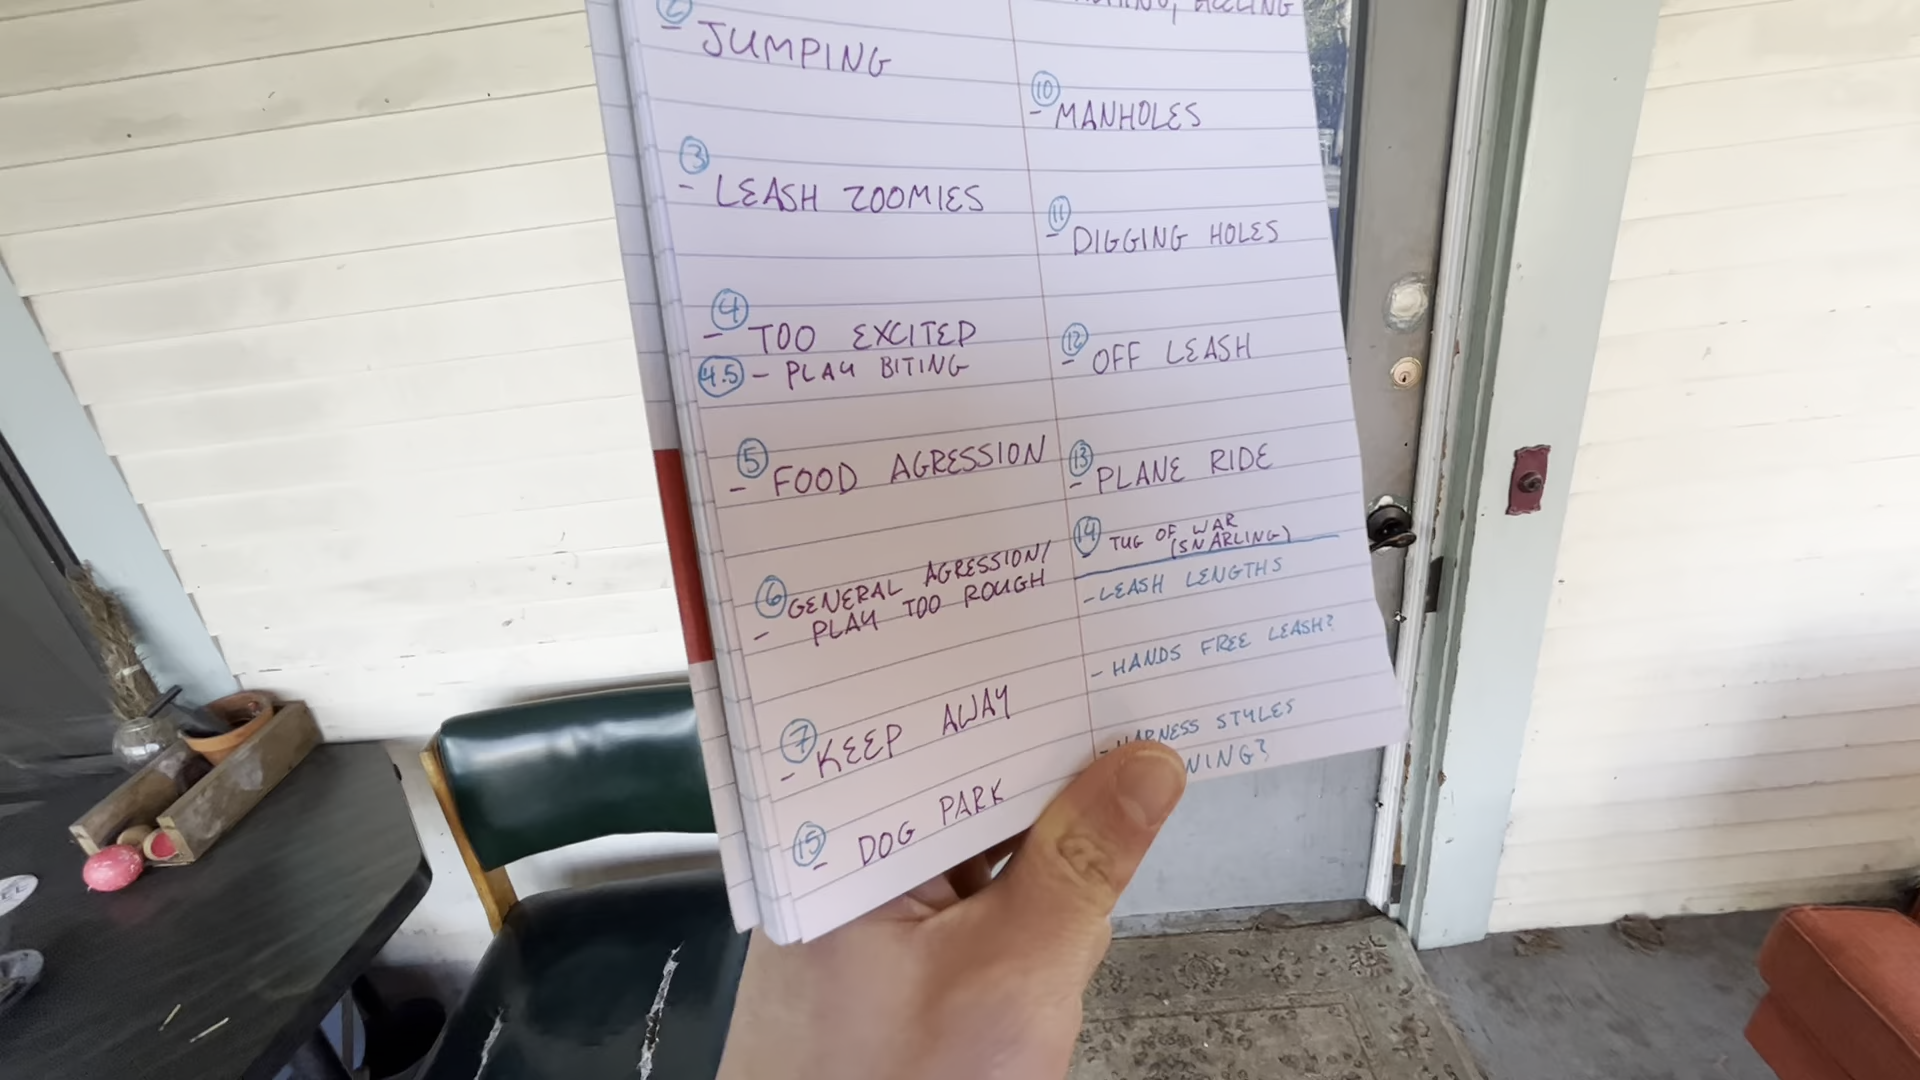 2
- JUMPING
3
- LEASH ZOOMIES
4
- TOO EXCITED
4.5 - PLAY BITING
5
- FOOD AGRESSION
6 GENERAL AGRESSION/
- PLAY TOO ROUGH
7
- KEEP AWAY
15
- DOG PARK
10
- MANHOLES
11
- DIGGING HOLES
12
- OFF LEASH
13
- PLANE RIDE
14 TUG OF WAR
(SNARLING)
- LEASH LENGTHS
- HANDS FREE LEASH?
- HARNESS STYLES